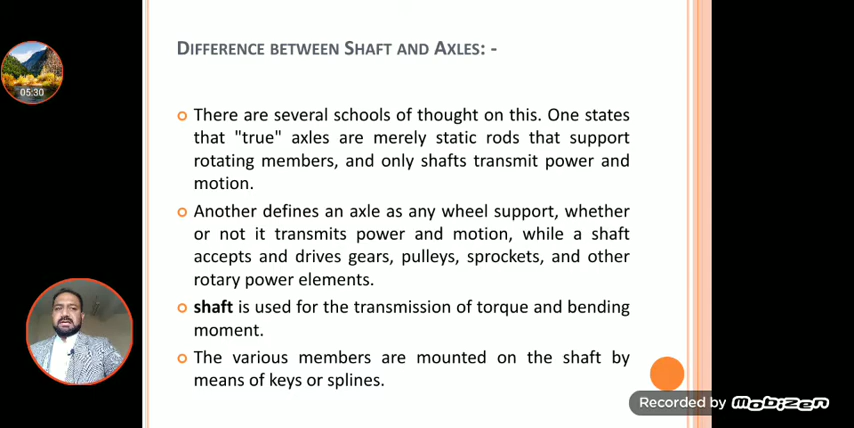 DIFFERENCE BETWEEN SHAFT AND AXLES: -
05:30
There are several schools of thought on this. One states
that "true" axles are merely static rods that support
rotating members, and only shafts transmit power and
motion.
Another defines an axle as any wheel support, whether
or not it transmits power and motion, while a shaft
accepts and drives gears, pulleys, sprockets, and other
rotary power elements.
shaft is used for the transmission of torque and bending
moment.
The various members are mounted on the shaft by
means of keys or splines.
Recorded by mobizen